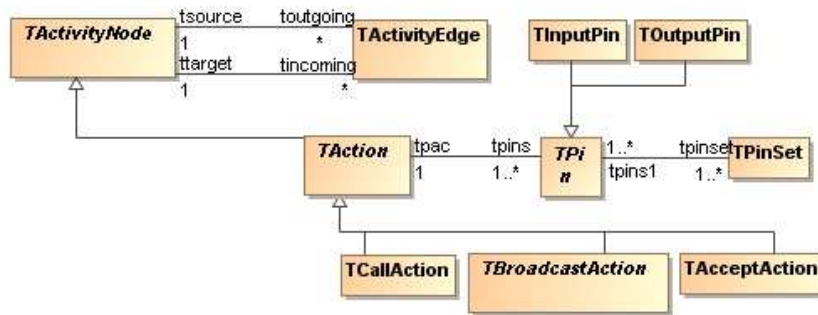 TActivityNode
tsource
toutgoing
1
*
ttarget
tincoming
1
*
TActivityEdge
TInputPin
TOutputPin
TAction
tpac
tpins
1
1..*
TPi
n
1..*
tpinset
tpins1
1..*
TPinSet
TCallAction
TBroadcastAction
TAcceptAction